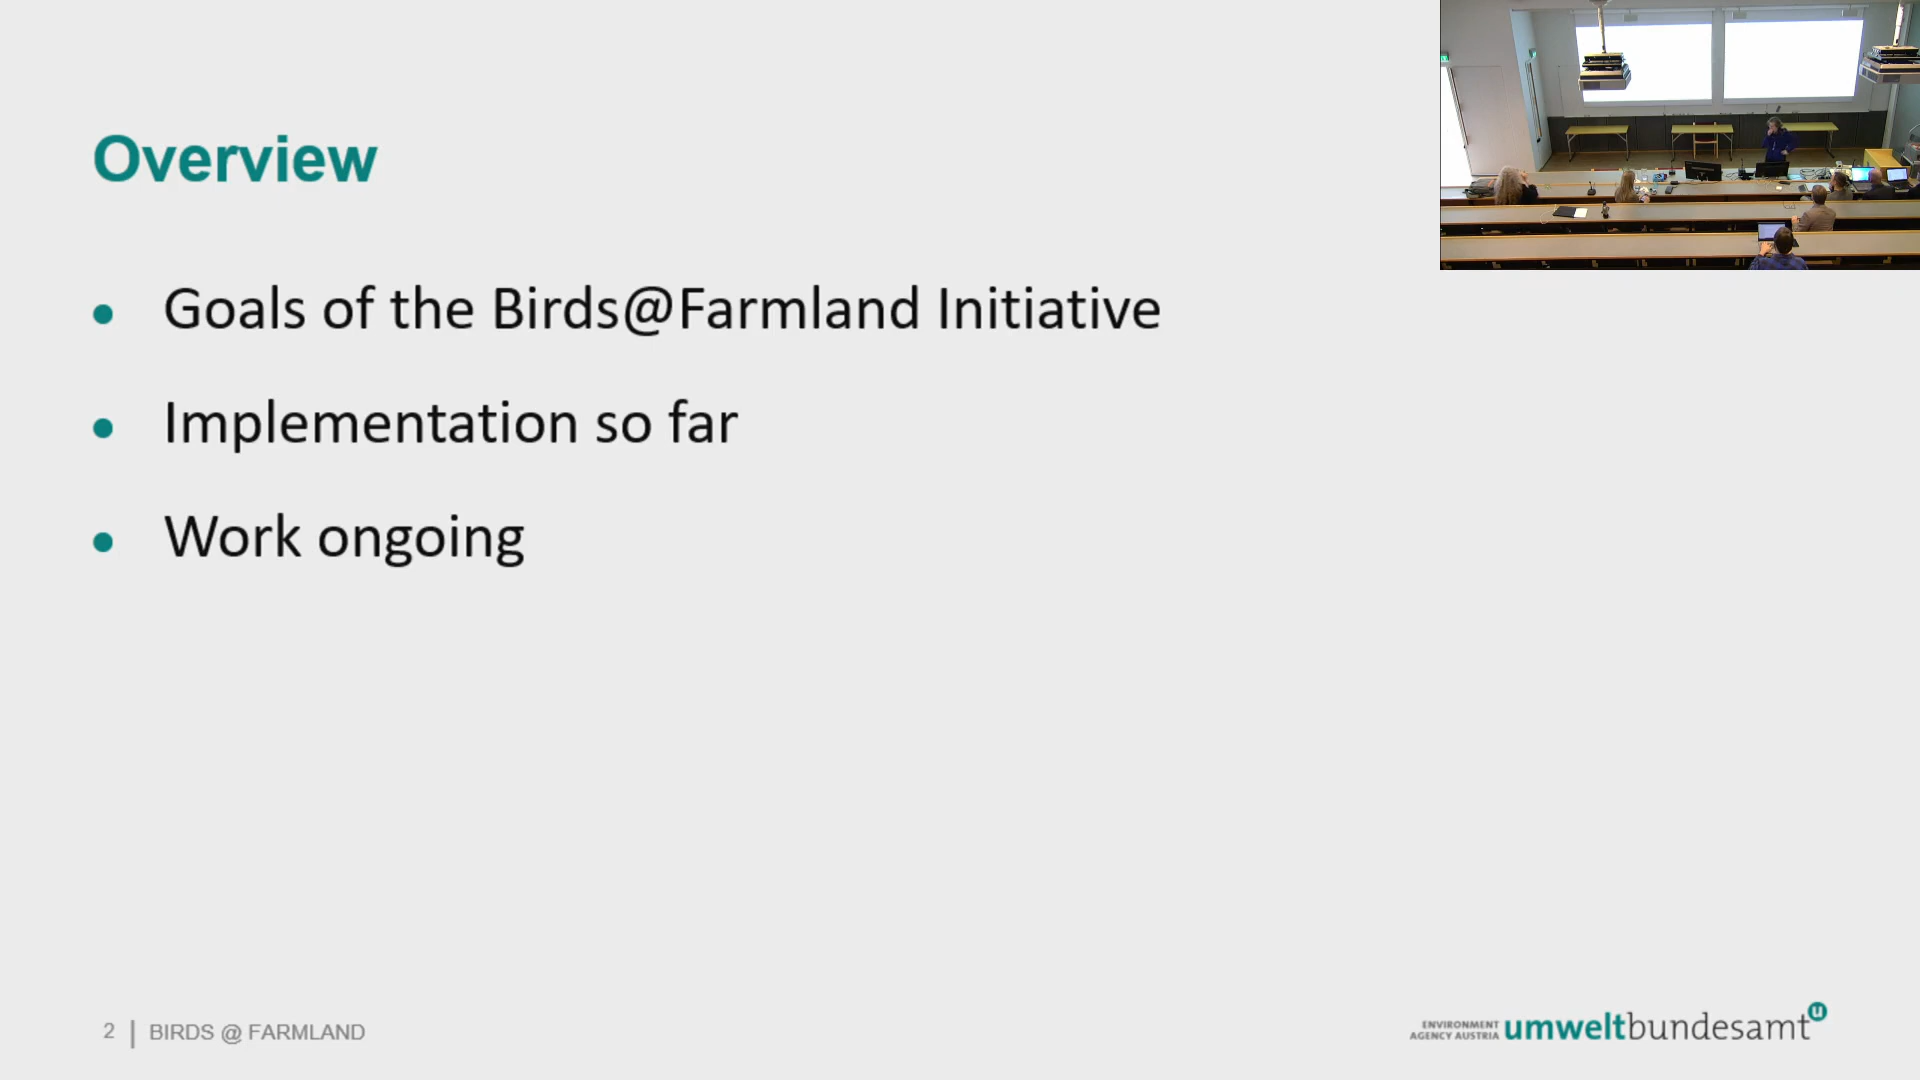 Overview
Goals of the Birds@Farmland Initiative
Implementation so far
Work ongoing
2 | BIRDS @ FARMLAND
ENVIRONMENT
AGENCY AUSTRIA umweltbundesamt u